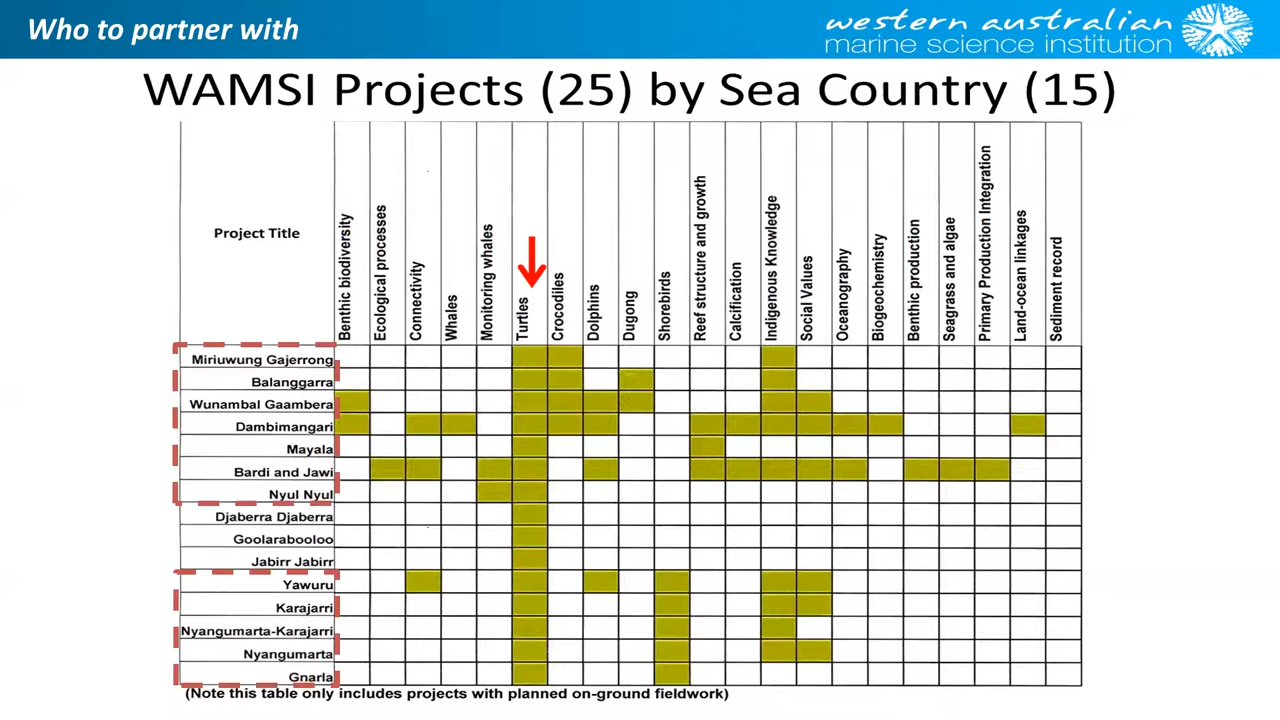 Who to partner with
western australian
marine science institution
WAMSI Projects (25) by Sea Country (15)
Project Title
Benthic biodiversity
Ecological processes
Connectivity
Whales
Monitoring whales
Turtles
Crocodiles
Dolphins
Dugong
Shorebirds
Reef structure and growth
Calcification
Indigenous Knowledge
Social Values
Oceanography
Biogeochemistry
Benthic production
Seagrass and algae
Primary Production Integration
Land-ocean linkages
Sediment record
Miriuwung Gajerrong
Balanggarra
Wunambal Gaambera
Dambimangari
Mayala
Bardi and Jawi
Nyul Nyul
Djaberra Djaberra
Goolarabooloo
Jabirr Jabirr
Yawuru
Karajarri
Nyangumarta-Karajarri
Nyangumarta
Gnarla
(Note this table only includes projects with planned on-ground fieldwork)